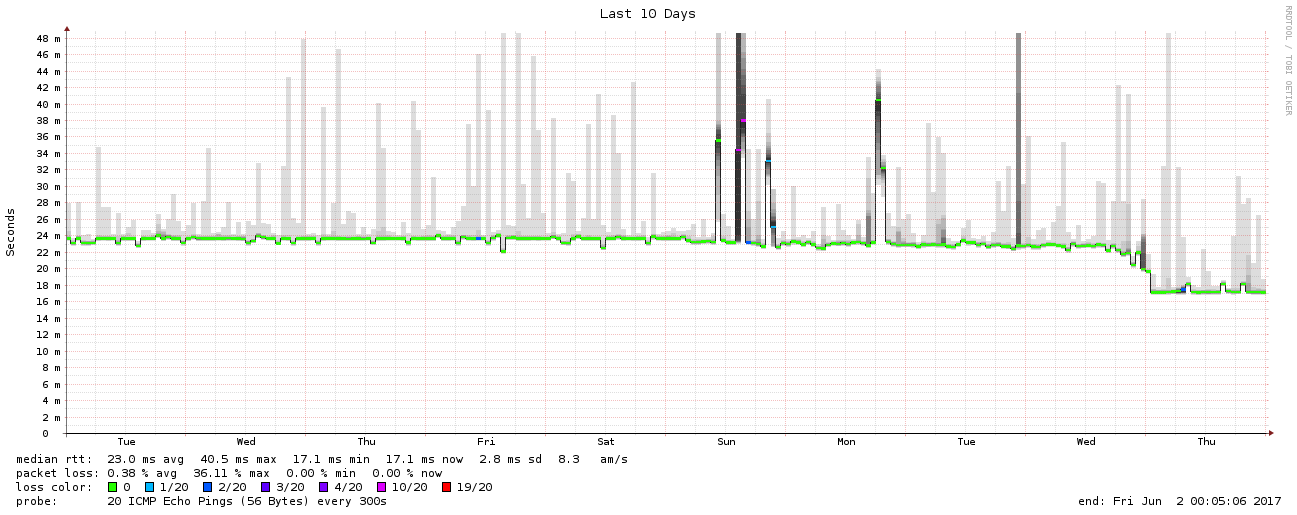 Last 10 Days
RRDTOOL / TOBI OETIKER
Seconds
48 m
46 m
44 m
42 m
40 m
38 m
36 m
34 m
32 m
30 m
28 m
26 m
24 m
22 m
20 m
18 m
16 m
14 m
12 m
10 m
8 m
6 m
4 m
2 m
0
Tue Wed Thu Fri Sat Sun Mon Tue Wed Thu
median rtt: 23.0 ms avg 40.5 ms max 17.1 ms min 17.1 ms now 2.8 ms sd 8.3 am/s
packet loss: 0.38 % avg 36.11 % max 0.00 % min 0.00 % now
loss color: 0 1/20 2/20 3/20 4/20 10/20 19/20
probe: 20 ICMP Echo Pings (56 Bytes) every 300s end: Fri Jun 2 00:05:06 2017